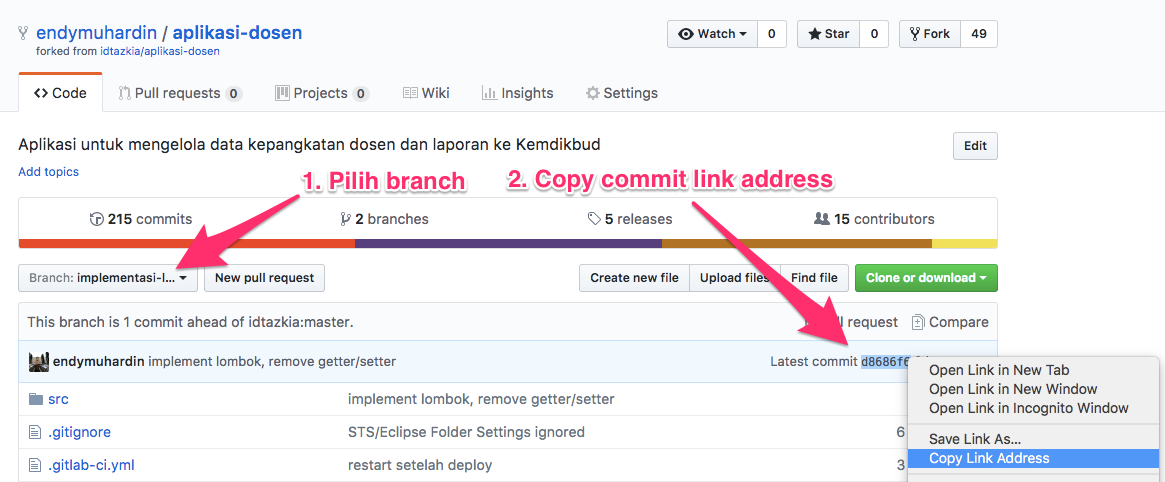 endymuhardin / aplikasi-dosen
forked from idtazkia/aplikasi-dosen
Watch 0 Star 0 Fork 49
Code Pull requests 0 Projects 0 Wiki Insights Settings
Aplikasi untuk mengelola data kepangkatan dosen dan laporan ke Kemdikbud
Edit
Add topics
1. Pilih branch
2. Copy commit link address
215 commits 2 branches 5 releases 15 contributors
Branch: implementasi-l... New pull request Create new file Upload files Find file Clone or download
This branch is 1 commit ahead of idtazkia:master.
request Compare
endymuhardin implement lombok, remove getter/setter
Latest commit d8686f6
src implement lombok, remove getter/setter
.gitignore STS/Eclipse Folder Settings ignored 6
.gitlab-ci.yml restart setelah deploy 3
Open Link in New Tab
Open Link in New Window
Open Link in Incognito Window
Save Link As...
Copy Link Address